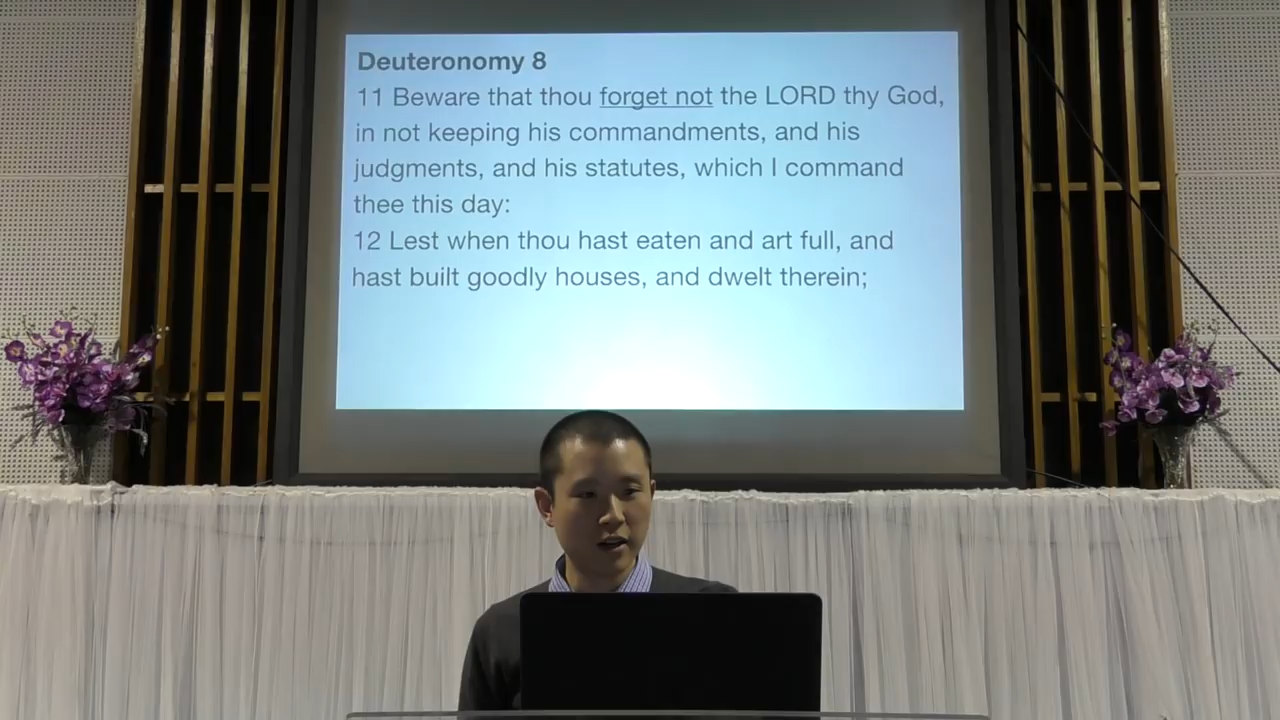 Deuteronomy 8
11 Beware that thou forget not the LORD thy God,
in not keeping his commandments, and his
judgments, and his statutes, which I command
thee this day:
12 Lest when thou hast eaten and art full, and
hast built goodly houses, and dwelt therein;